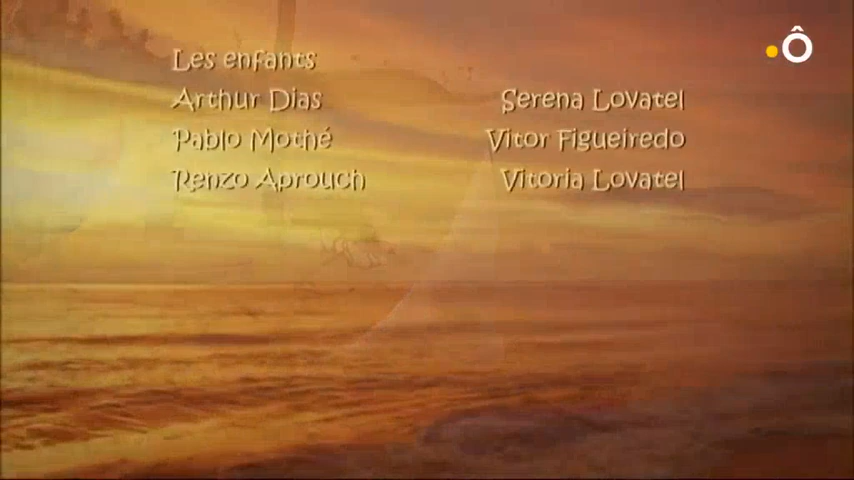 Ô
Les enfants
Arthur Dias Serena Lovatel
Pablo Mothé Vitor Figueiredo
Renzo Aprouch Vitoria Lovatel